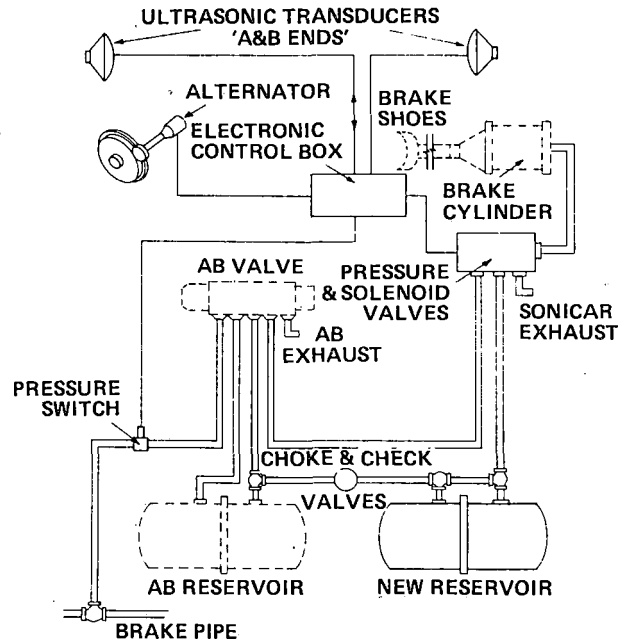 ULTRASONIC TRANSDUCERS
'A&B ENDS'
ALTERNATOR
ELECTRONIC
CONTROL BOX
BRAKE
SHOES
BRAKE
CYLINDER
AB VALVE
PRESSURE
& SOLENOID
VALVES
SONICAR
EXHAUST
AB
EXHAUST
PRESSURE
SWITCH
CHOKE & CHECK
VALVES
AB RESERVOIR
NEW RESERVOIR
BRAKE PIPE